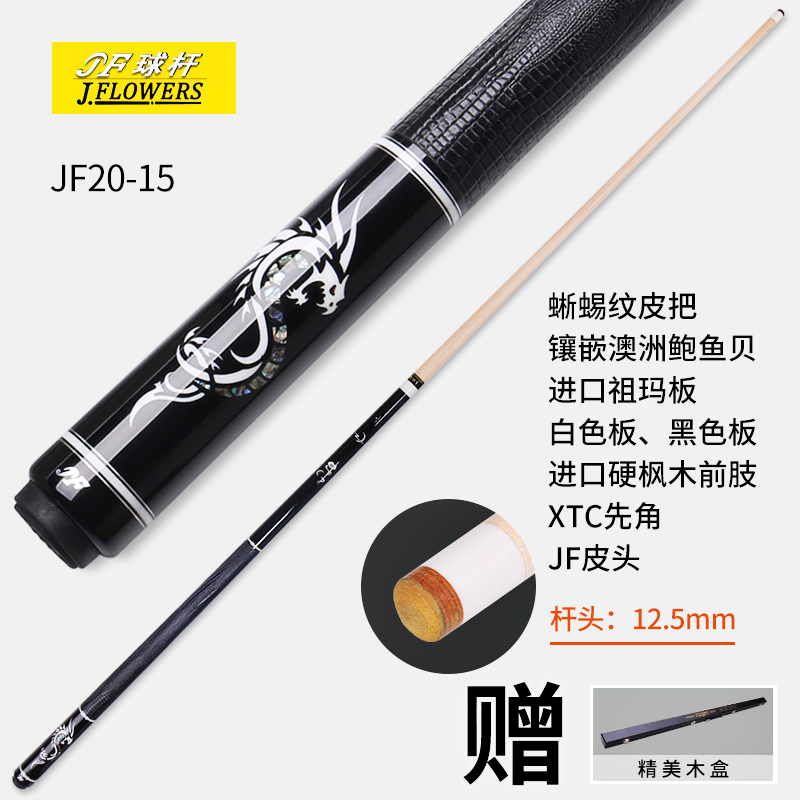 JF球杆
J.FLOWERS
JF20-15
蜥蜴纹皮把
镶嵌澳洲鲍鱼贝
进口祖玛板
白色板、黑色板
进口硬枫木前肢
XTC先角
JF皮头
杆头：12.5mm
JF
赠
精美木盒